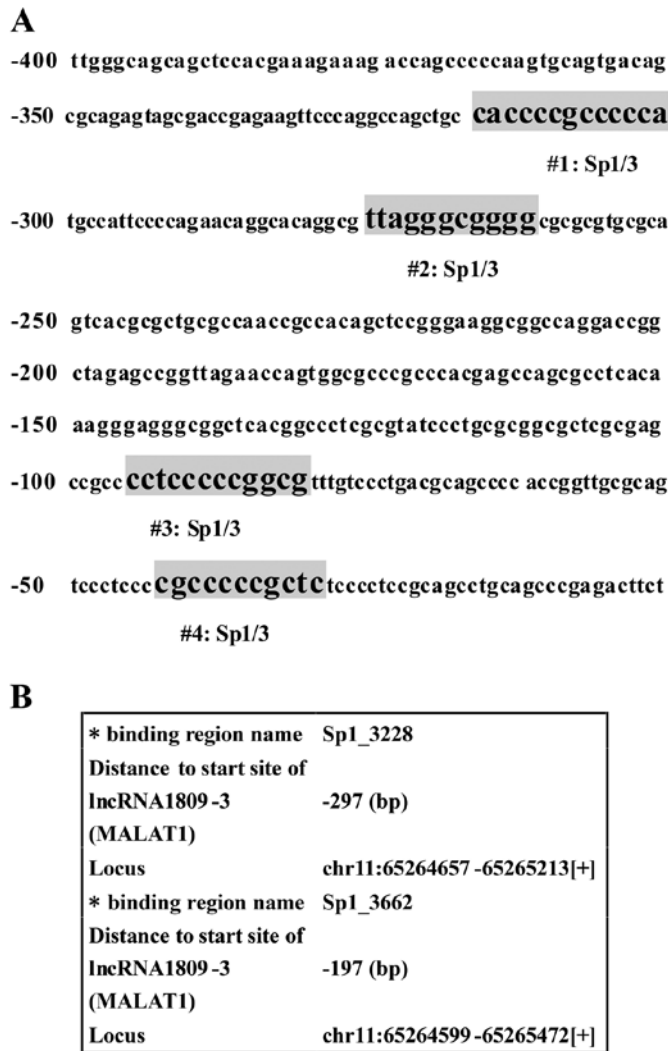 A
-400 ttgggcagcagctccacgaaagaaag accagcccccaagtgcagtgacag
-350 cgcagagtagcgaccgagaagttcccaggccagctgc caccccgccccca
#1: Sp1/3
-300 tgccattccccagaacaggcacaggcg ttagggcgggg cgcgcgtgcgca
#2: Sp1/3
-250 gtcacgcgctgcgccaaccgccacagctccgggaaggcggccaggaccgg
-200 ctagagccggttagaaccagtggcgcccgcccacgagccagcgcctcaca
-150 aagggagggcggctcacggccctcgcgtatccctgcgcggcgctcgcgag
-100 ccgcc cctcccccggcg tttgtccctgacgcagcccc accggttgcgcag
#3: Sp1/3
-50 tccctccc cgcccccgctc tcccctccgcagcctgcagcccgagacttct
#4: Sp1/3
B
* binding region name Sp1_3228
Distance to start site of
lncRNA1809-3 -297 (bp)
(MALAT1)
Locus chr11:65264657-65265213[+]
* binding region name Sp1_3662
Distance to start site of
lncRNA1809-3 -197 (bp)
(MALAT1)
Locus chr11:65264599-65265472[+]